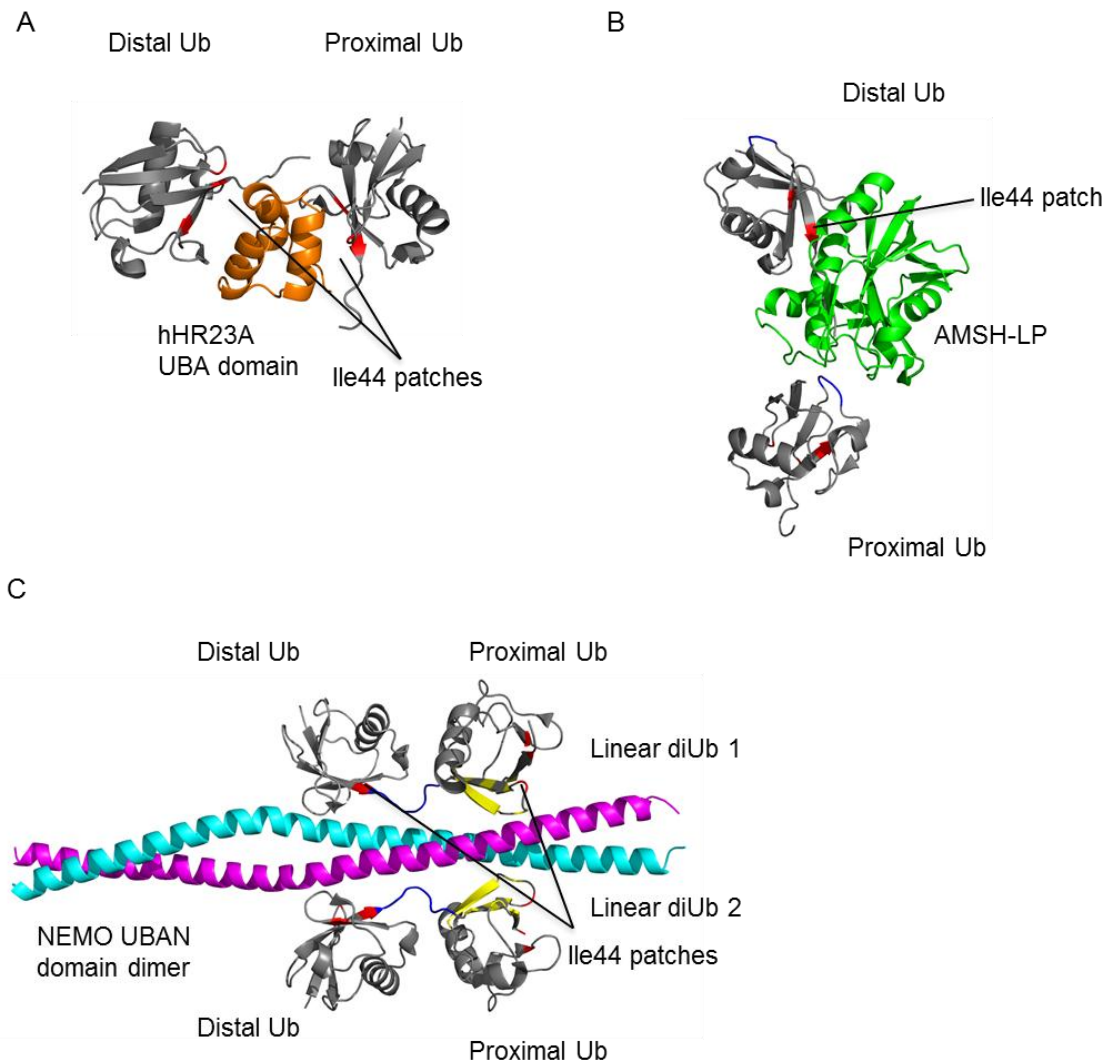 A
Distal Ub
Proximal Ub
hHR23A
UBA domain
Ile44 patches
B
Distal Ub
Ile44 patch
AMSH-LP
Proximal Ub
C
Distal Ub
Proximal Ub
Linear diUb 1
Linear diUb 2
Ile44 patches
NEMO UBAN
domain dimer
Distal Ub
Proximal Ub